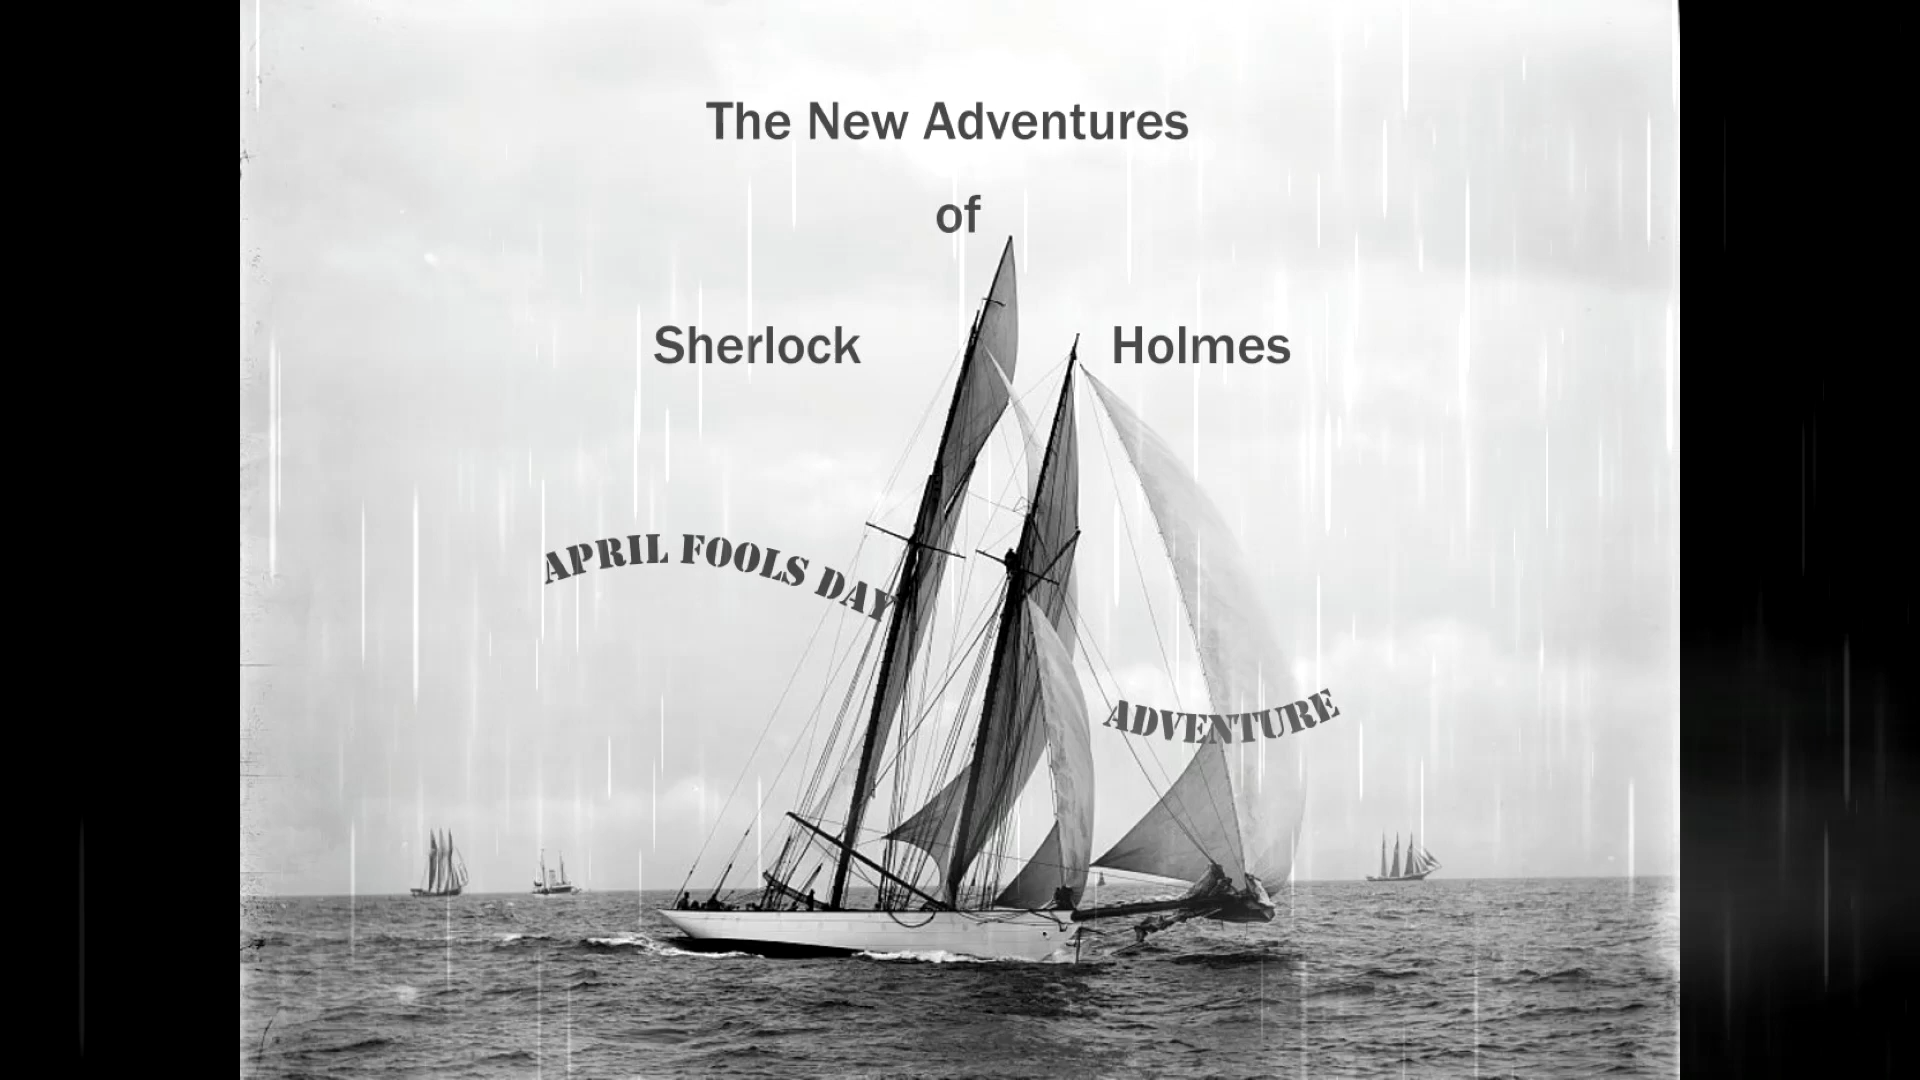 The New Adventures
of
Sherlock Holmes
APRIL FOOLS DAY
ADVENTURE